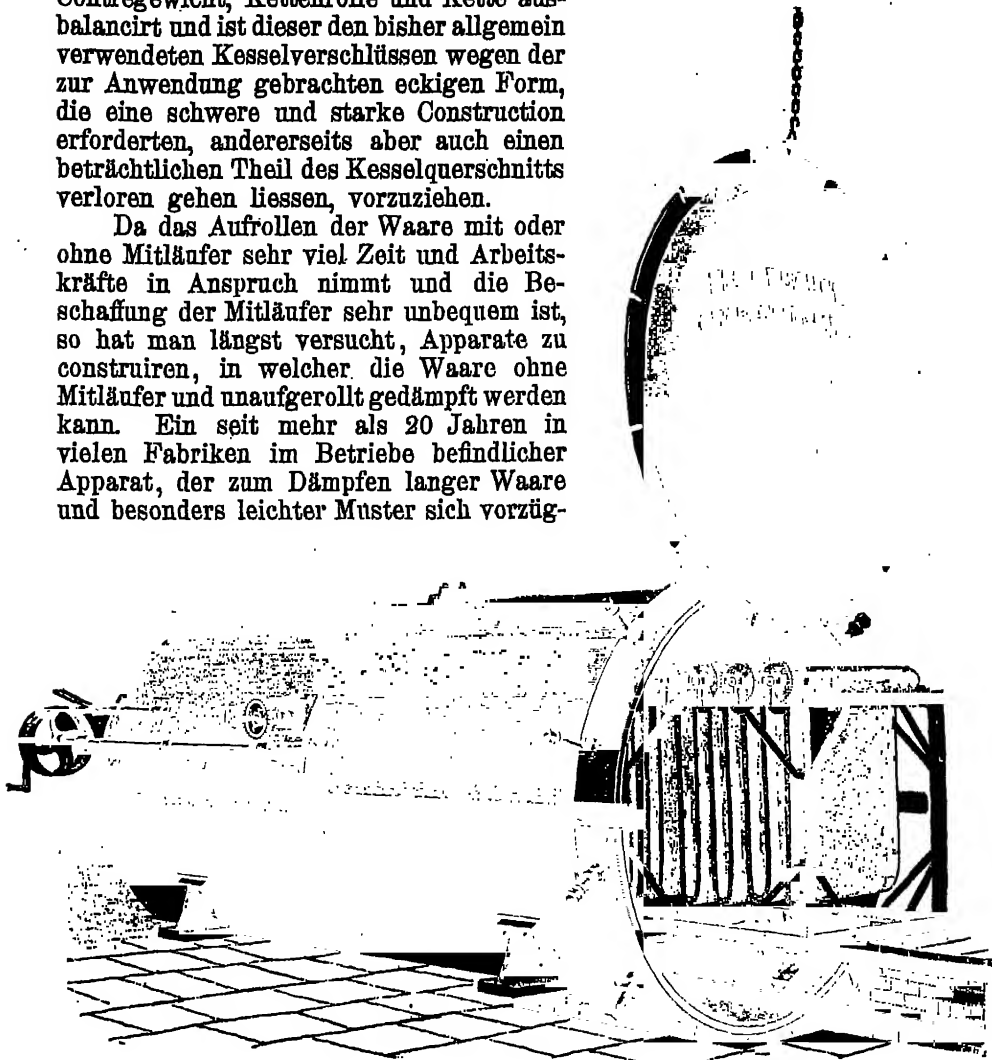 Contregewicht, Kettenrolle und Kette aus-
balancirt und ist dieser den bisher allgemein
verwendeten Kesselverschlüssen wegen der
zur Anwendung gebrachten eckigen Form,
die eine schwere und starke Construction
erforderten, andererseits aber auch einen
beträchtlichen Theil des Kesselquerschnitts
verloren gehen liessen, vorzuziehen.
Da das Aufrollen der Waare mit oder
ohne Mitläufer sehr viel Zeit und Arbeits-
kräfte in Anspruch nimmt und die Be-
schaffung der Mitläufer sehr unbequem ist,
so hat man längst versucht, Apparate zu
construiren, in welcher die Waare ohne
Mitläufer und unaufgerollt gedämpft werden
kann. Ein seit mehr als 20 Jahren in
vielen Fabriken im Betriebe befindlicher
Apparat, der zum Dämpfen langer Waare
und besonders leichter Muster sich vorzüg-